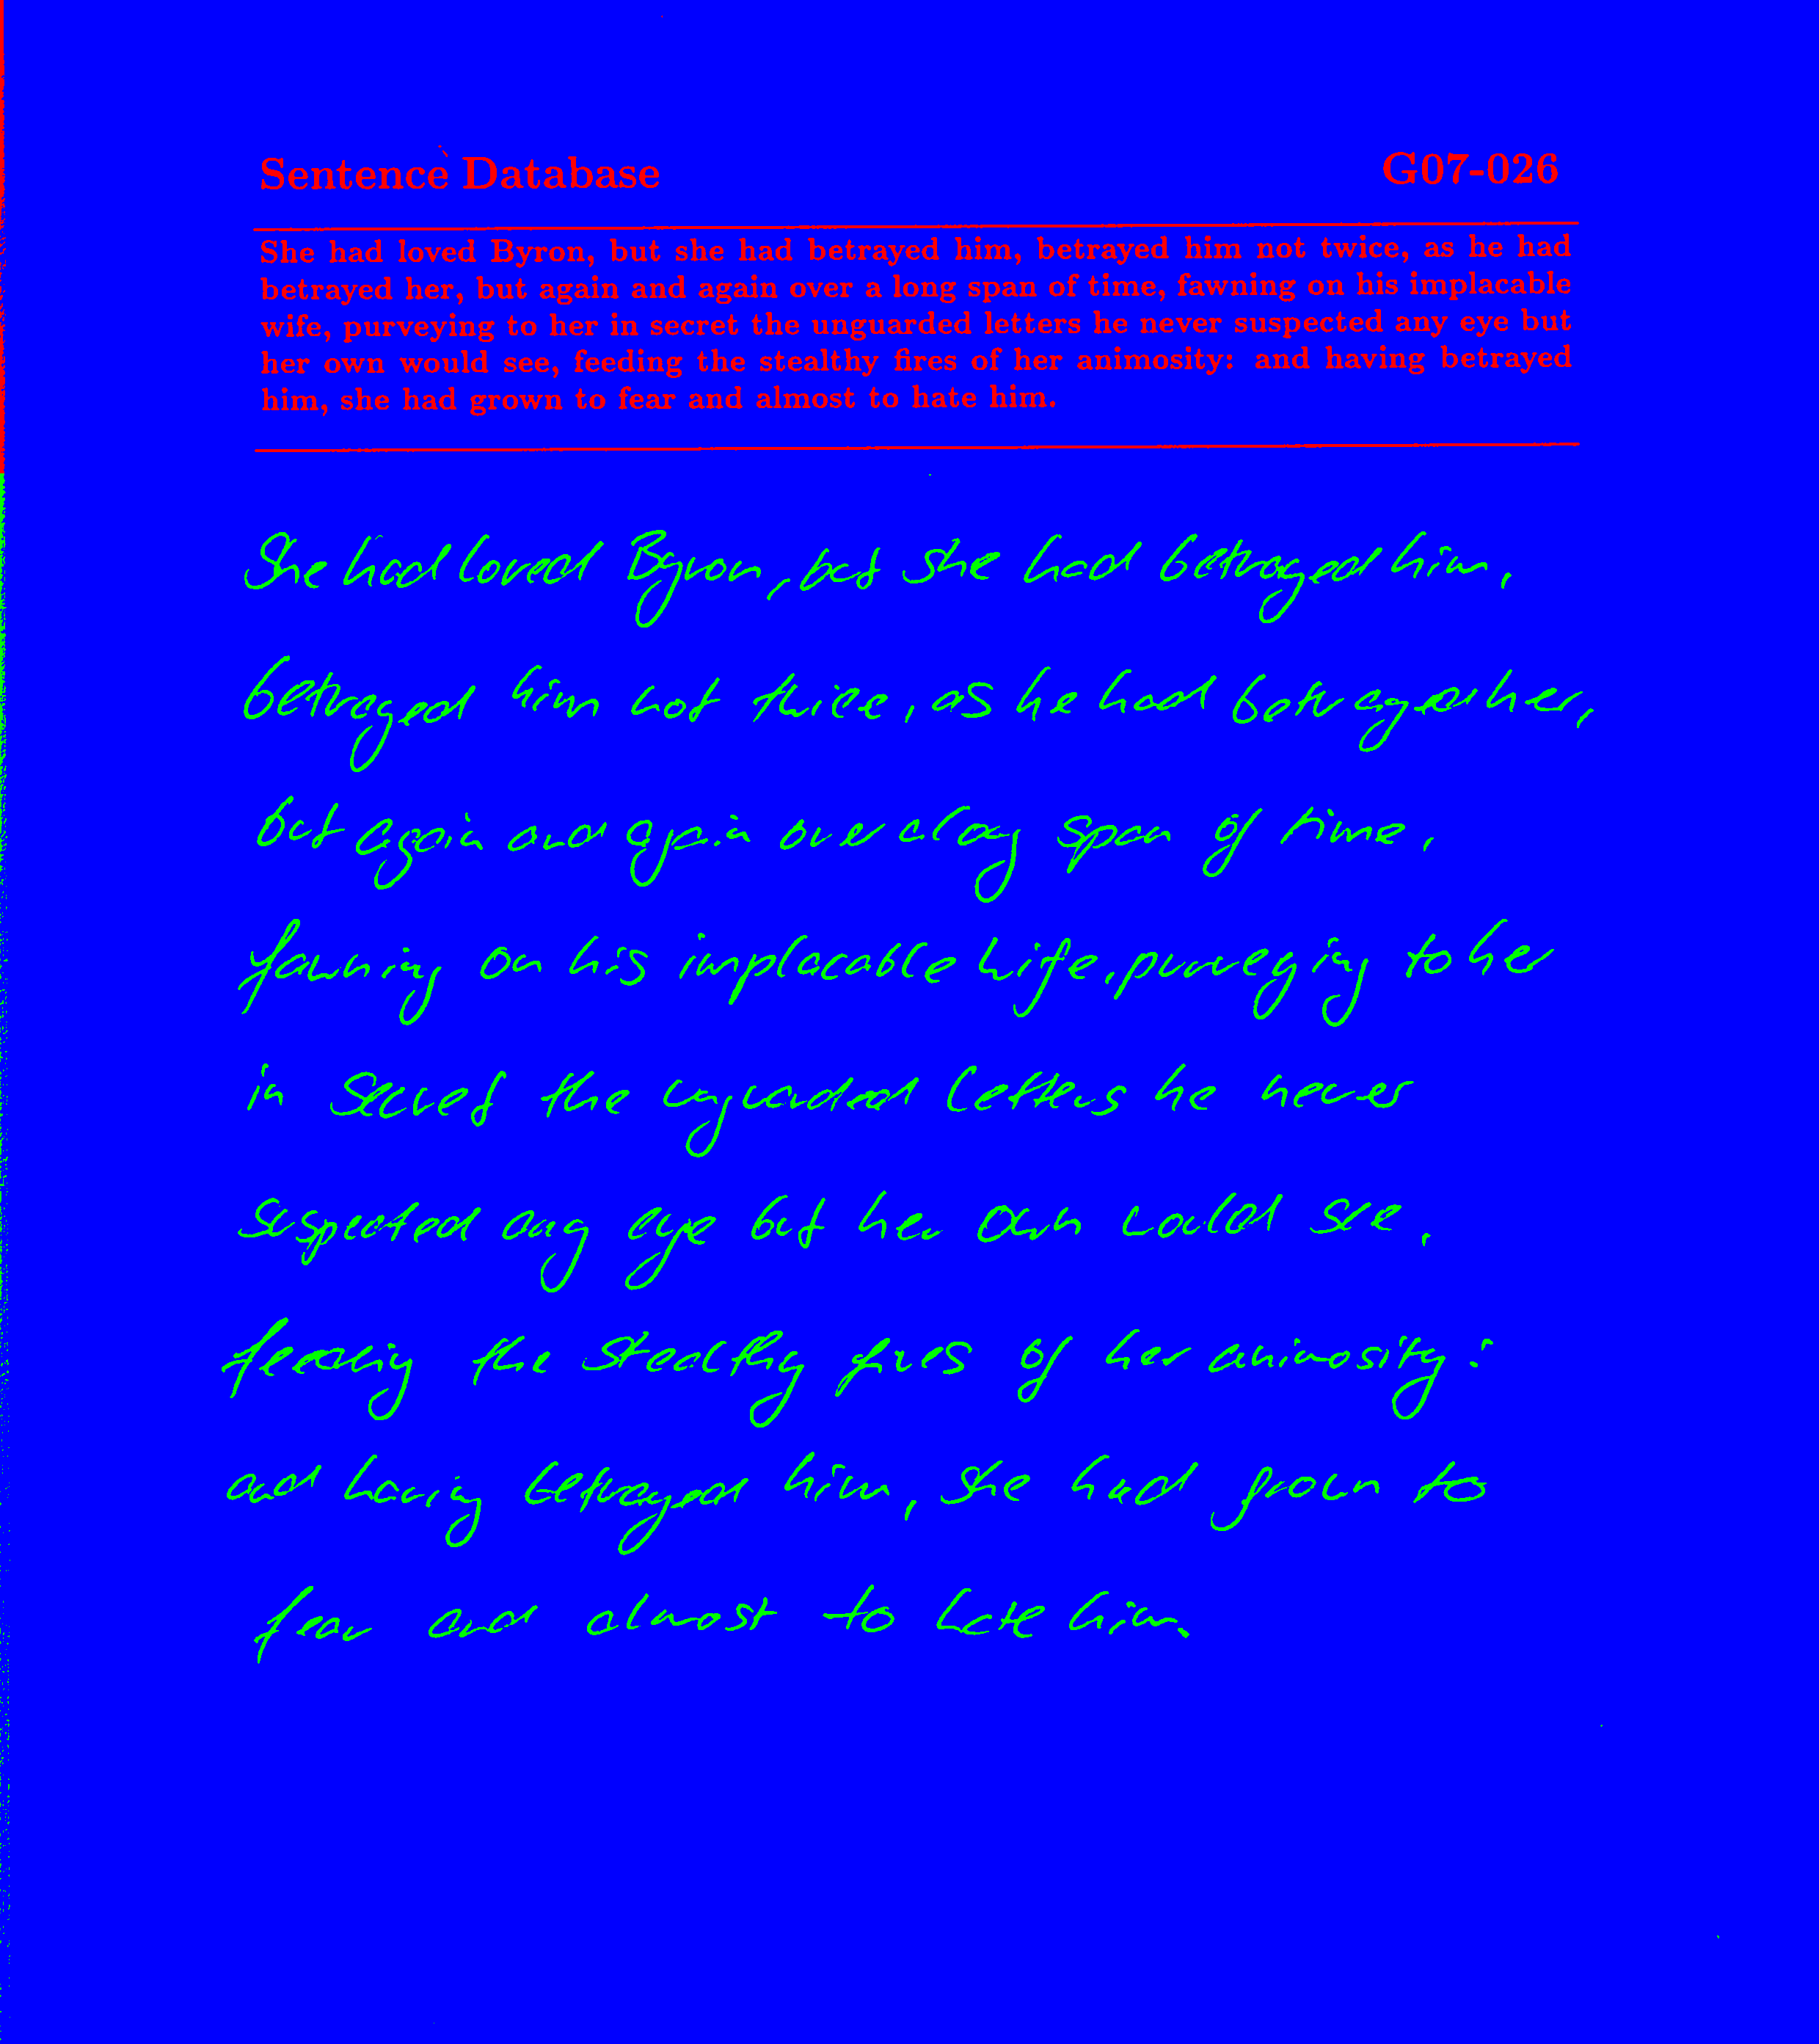 Sentence Database G07-026
She had loved Byron, but she had betrayed him, betrayed him not twice, as he had
betrayed her, but again and again over a long span of time, fawning on his implacable
wife, purveying to her in secret the unguarded letters he never suspected any eye but
her own would see, feeding the stealthy fires of her animosity: and having betrayed
him, she had grown to fear and almost to hate him.
She had loved Byron, but she had betrayed him,
betrayed him not twice, as he had betrayed her,
but again and again over a long span of time,
fawning on his implacable wife, purveying to her
in secret the unguarded letters he never
suspected any eye but her own would see,
feeding the stealthy fires of her animosity:
and having betrayed him, she had grown to
fear and almost to hate him.